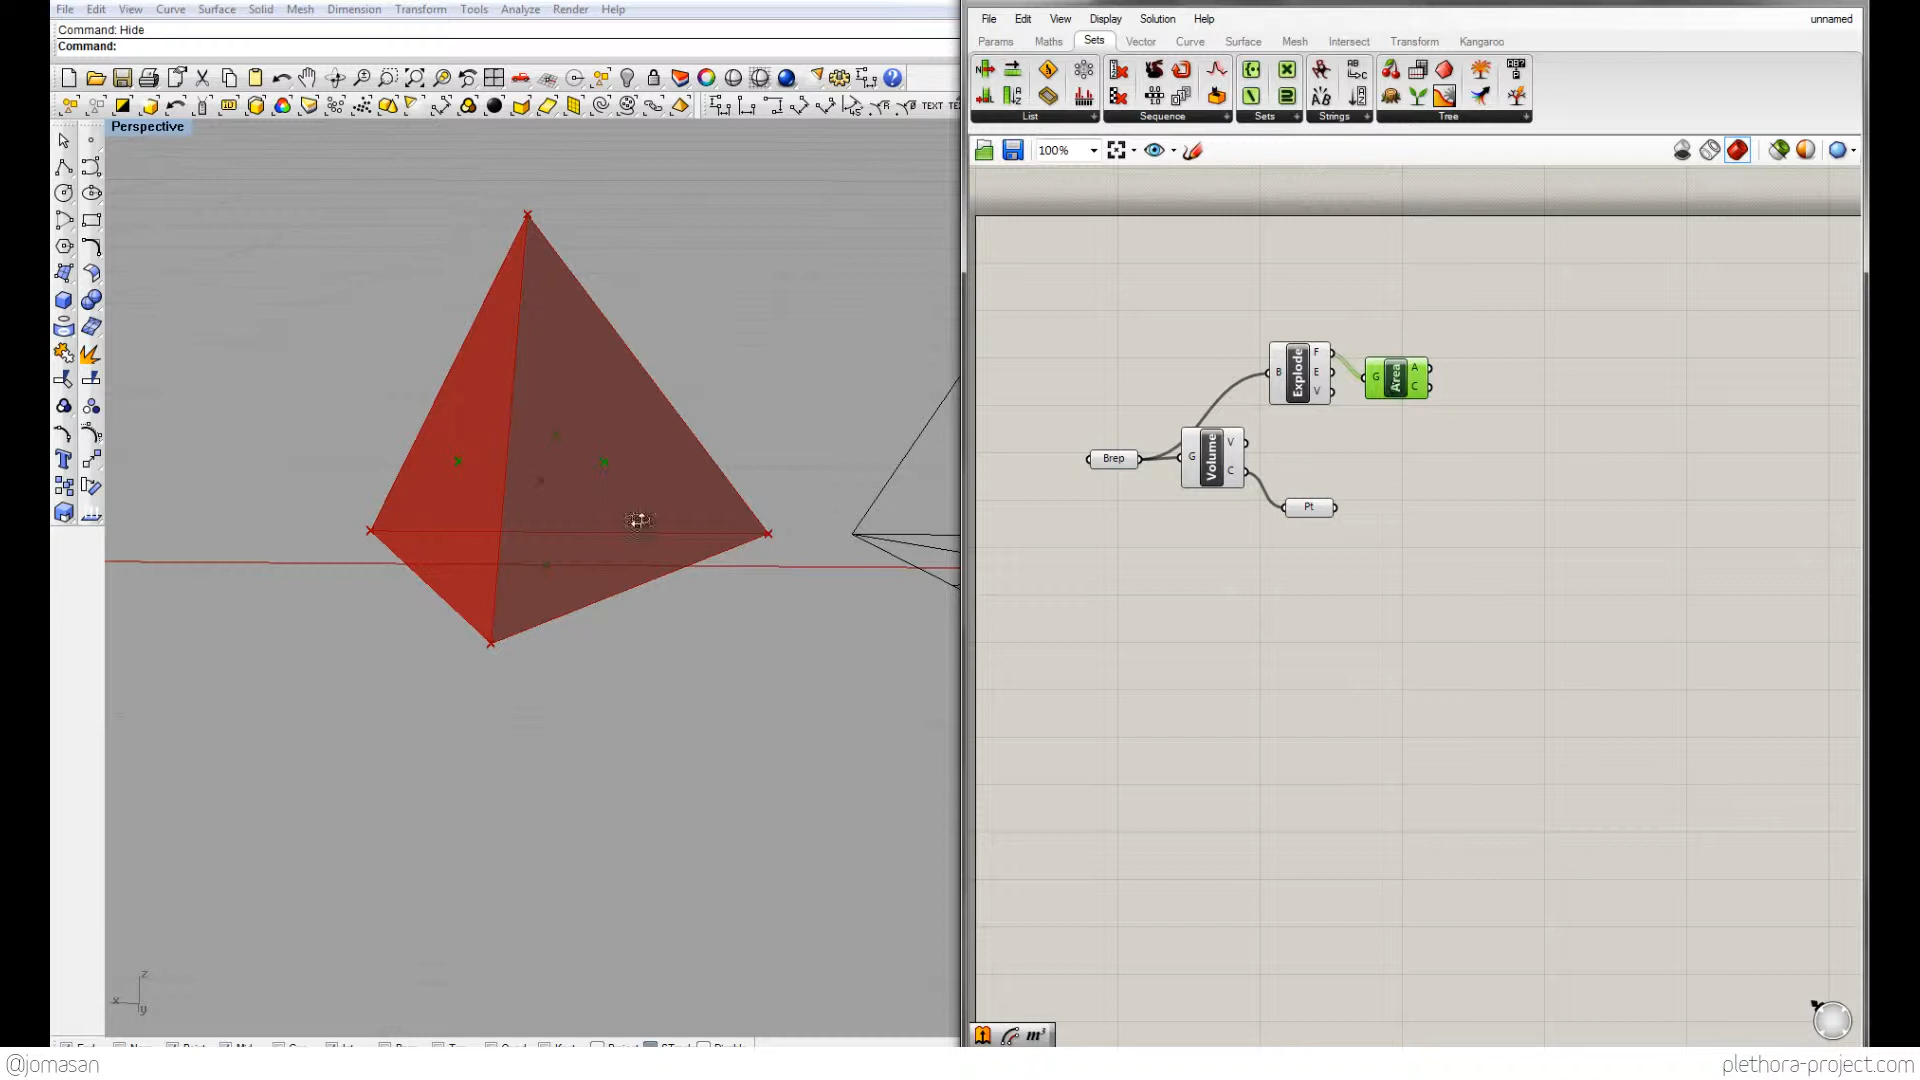 File Edit View Curve Surface Solid Mesh Dimension Transform Tools Analyze Render Help
Command: Hide
Command:
TEXT
Perspective
z
x
y
File Edit View Display Solution Help
unnamed
Params Maths Sets Vector Curve Surface Mesh Intersect Transform Kangaroo
List Sequence Sets Strings Tree
100%
B Explode F E V
G Area A C
Brep
G Volume V C
Pt
m³
@jomasan
plethora-project.com